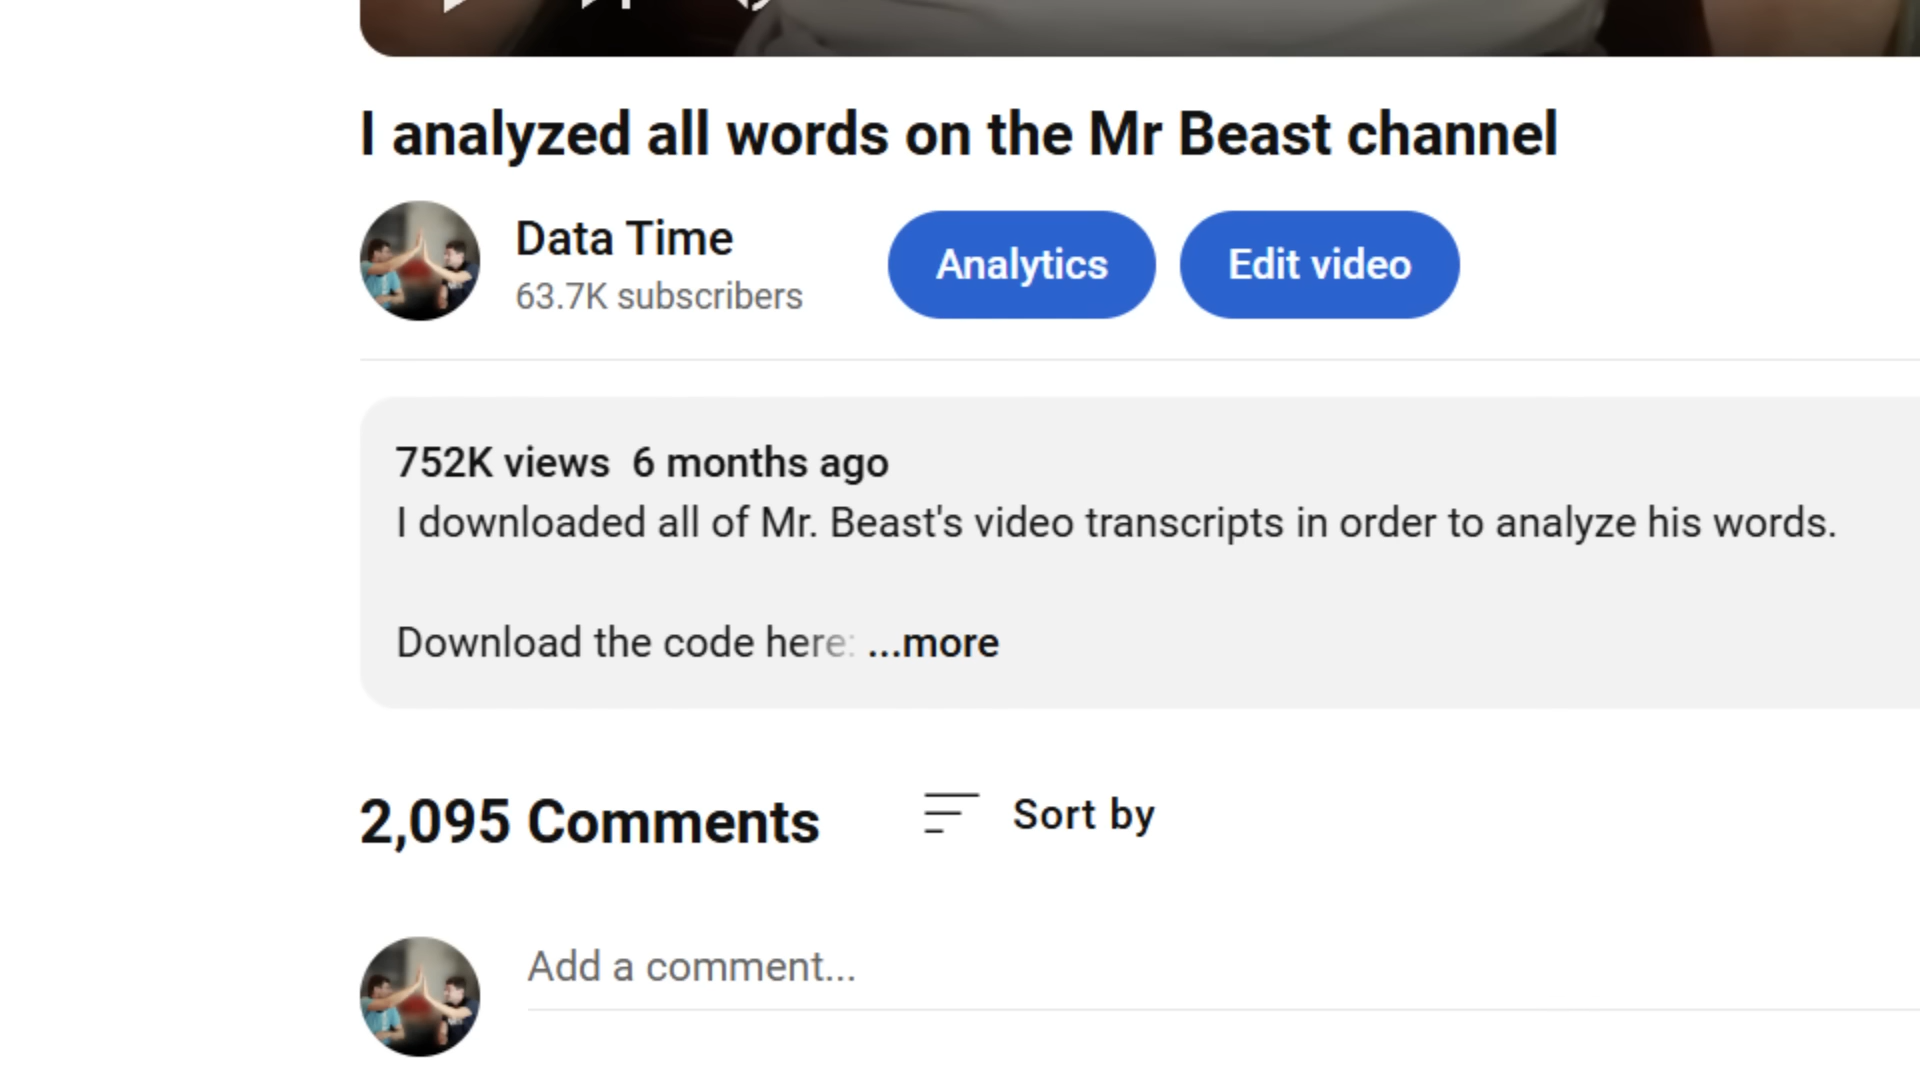 I analyzed all words on the Mr Beast channel
Data Time
63.7K subscribers
Analytics
Edit video
752K views 6 months ago
I downloaded all of Mr. Beast's video transcripts in order to analyze his words.
Download the code here: ...more
2,095 Comments
Sort by
Add a comment...